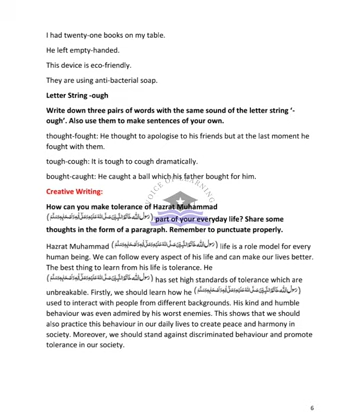 I had twenty-one books on my table.
He left empty-handed.
This device is eco-friendly.
They are using anti-bacterial soap.
Letter String -ough
Write down three pairs of words with the same sound of the letter string ‘-
ough’. Also use them to make sentences of your own.
thought-fought: He thought to apologise to his friends but at the last moment he
fought with them.
tough-cough: It is tough to cough dramatically.
bought-caught: He caught a ball which his father bought for him.
Creative Writing:
How can you make tolerance of Hazrat Muhammad
part of your everyday life? Share some
thoughts in the form of a paragraph. Remember to punctuate properly.
Hazrat Muhammad life is a role model for every
human being. We can follow every aspect of his life and can make our lives better.
The best thing to learn from his life is tolerance. He
has set high standards of tolerance which are
unbreakable. Firstly, we should learn how he
used to interact with people from different backgrounds. His kind and humble
behaviour was even admired by his worst enemies. This shows that we should
also practice this behaviour in our daily lives to create peace and harmony in
society. Moreover, we should stand against discriminated behaviour and promote
tolerance in our society.
6